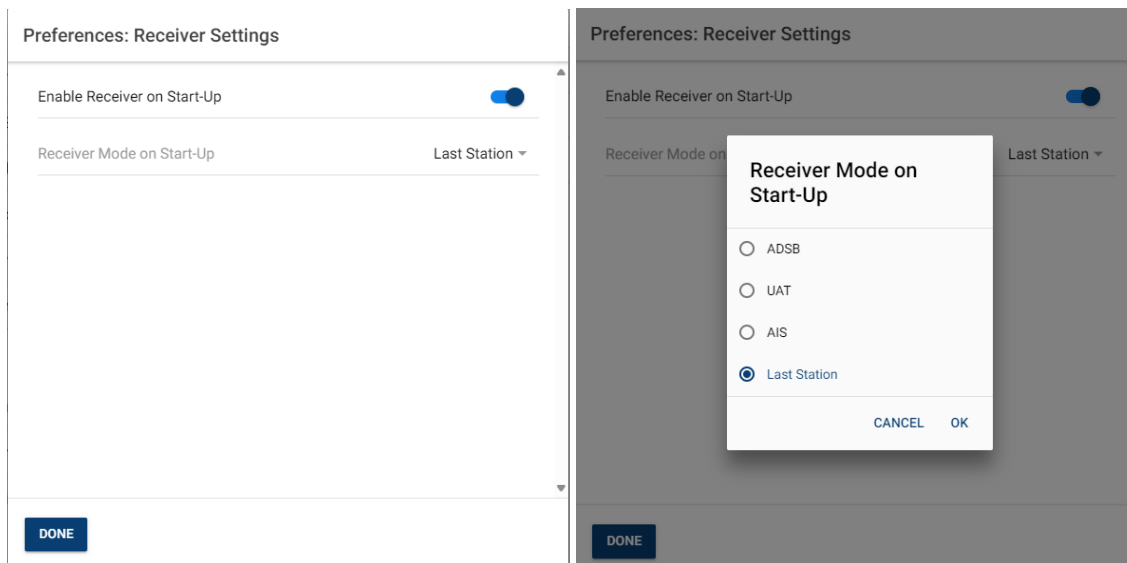 Preferences: Receiver Settings
Enable Receiver on Start-Up
Receiver Mode on Start-Up Last Station
DONE
Preferences: Receiver Settings
Enable Receiver on Start-Up
Receiver Mode on Last Station
Receiver Mode on
Start-Up
ADSB
UAT
AIS
Last Station
CANCEL OK
DONE